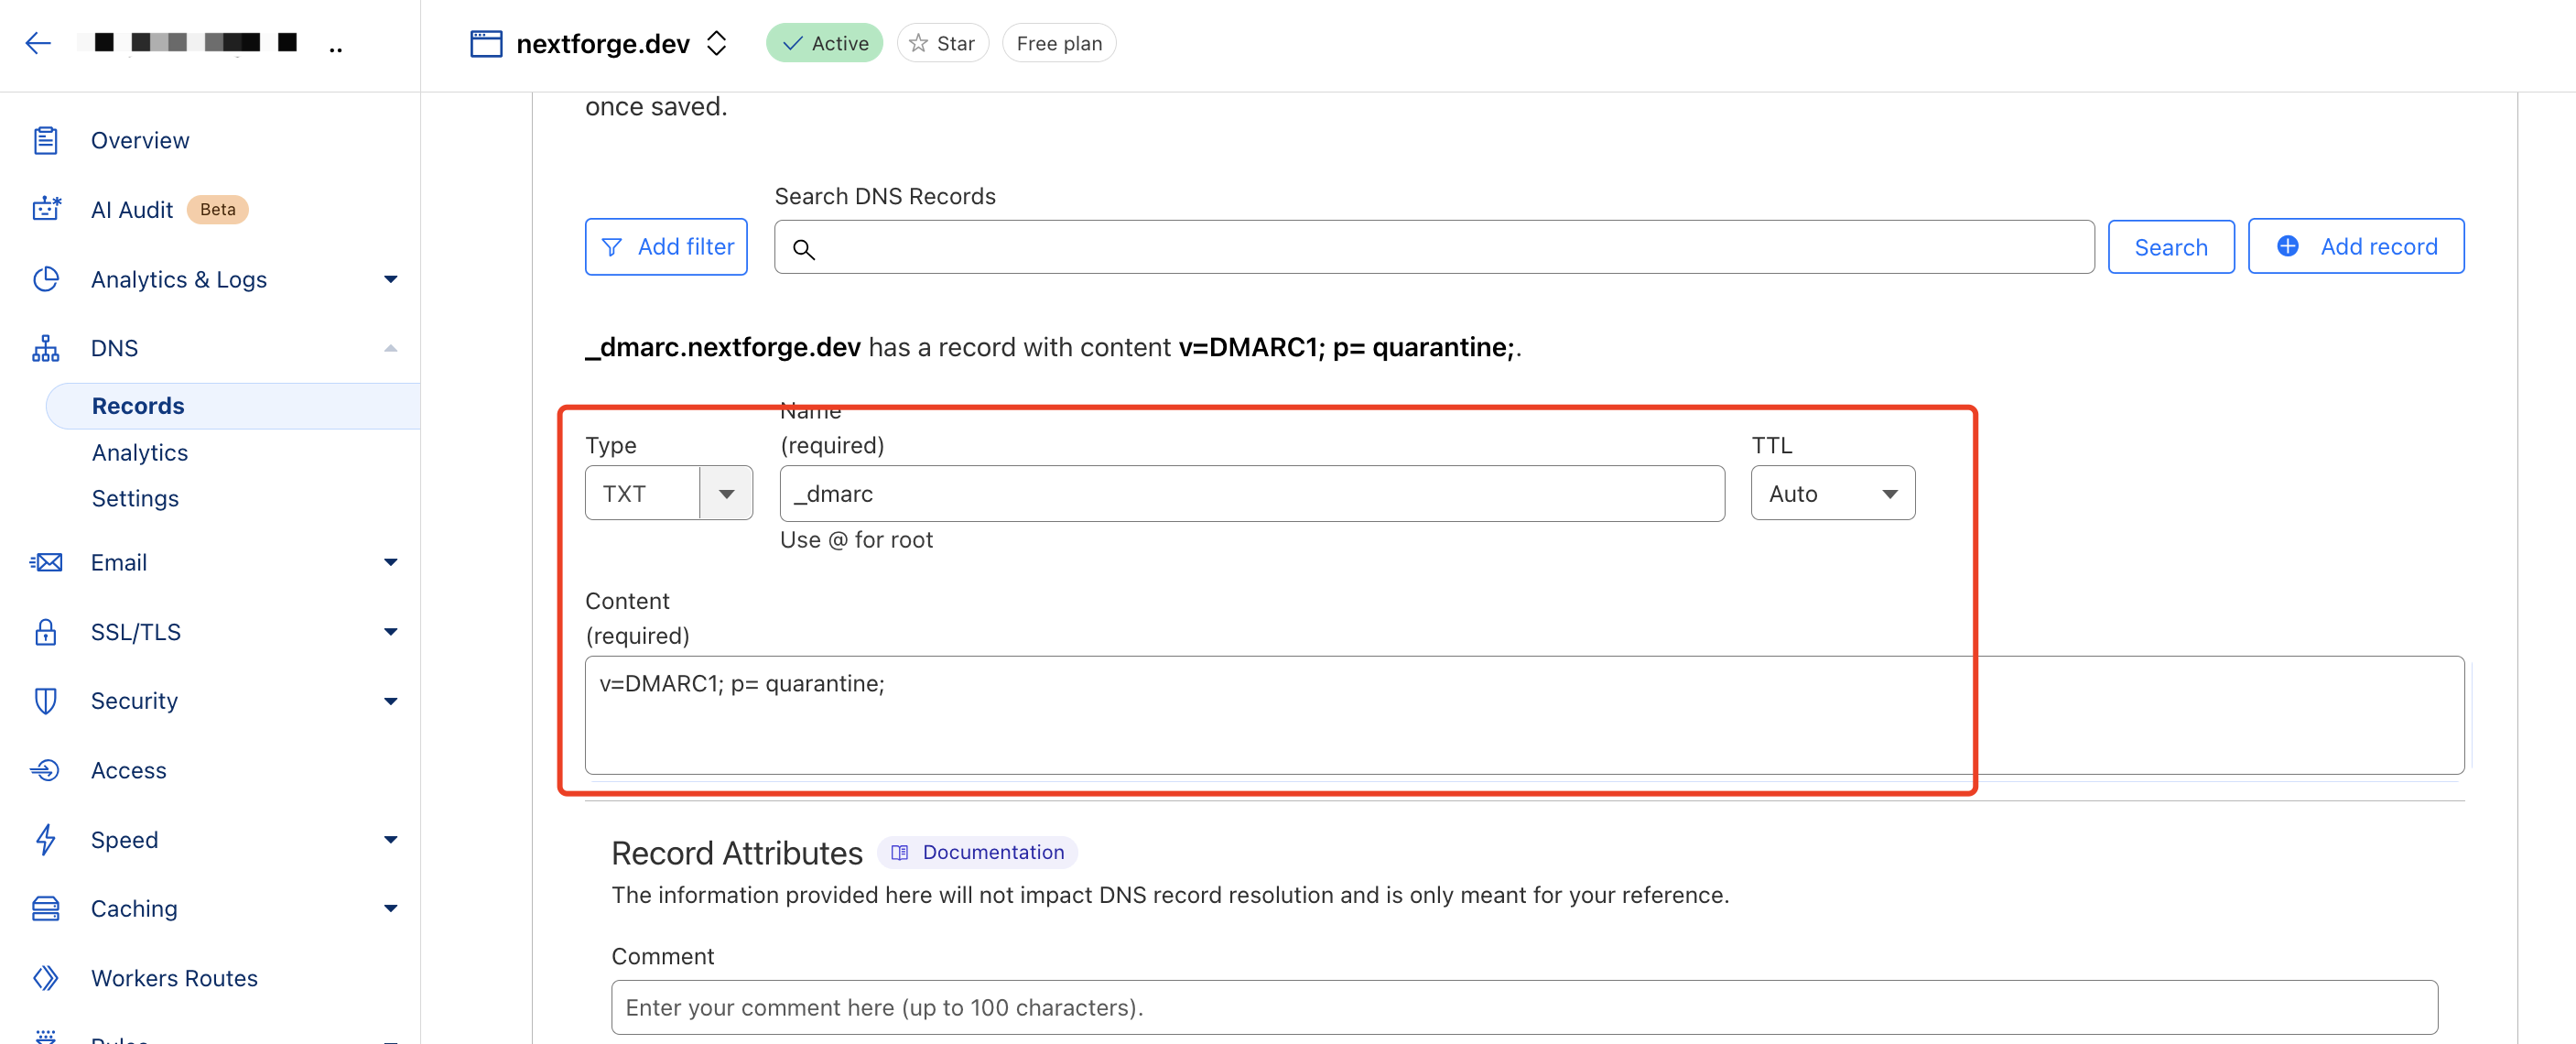 nextforge.dev
Active
Star
Free plan
Overview
AI Audit Beta
Analytics & Logs
DNS
Records
Analytics
Settings
Email
SSL/TLS
Security
Access
Speed
Caching
Workers Routes
Rules
once saved.
Search DNS Records
Add filter
Search
Add record
_dmarc.nextforge.dev has a record with content v=DMARC1; p= quarantine;.
Type
Name
(required)
TTL
TXT
_dmarc
Auto
Use @ for root
Content
(required)
v=DMARC1; p= quarantine;
Record Attributes
Documentation
The information provided here will not impact DNS record resolution and is only meant for your reference.
Comment
Enter your comment here (up to 100 characters).